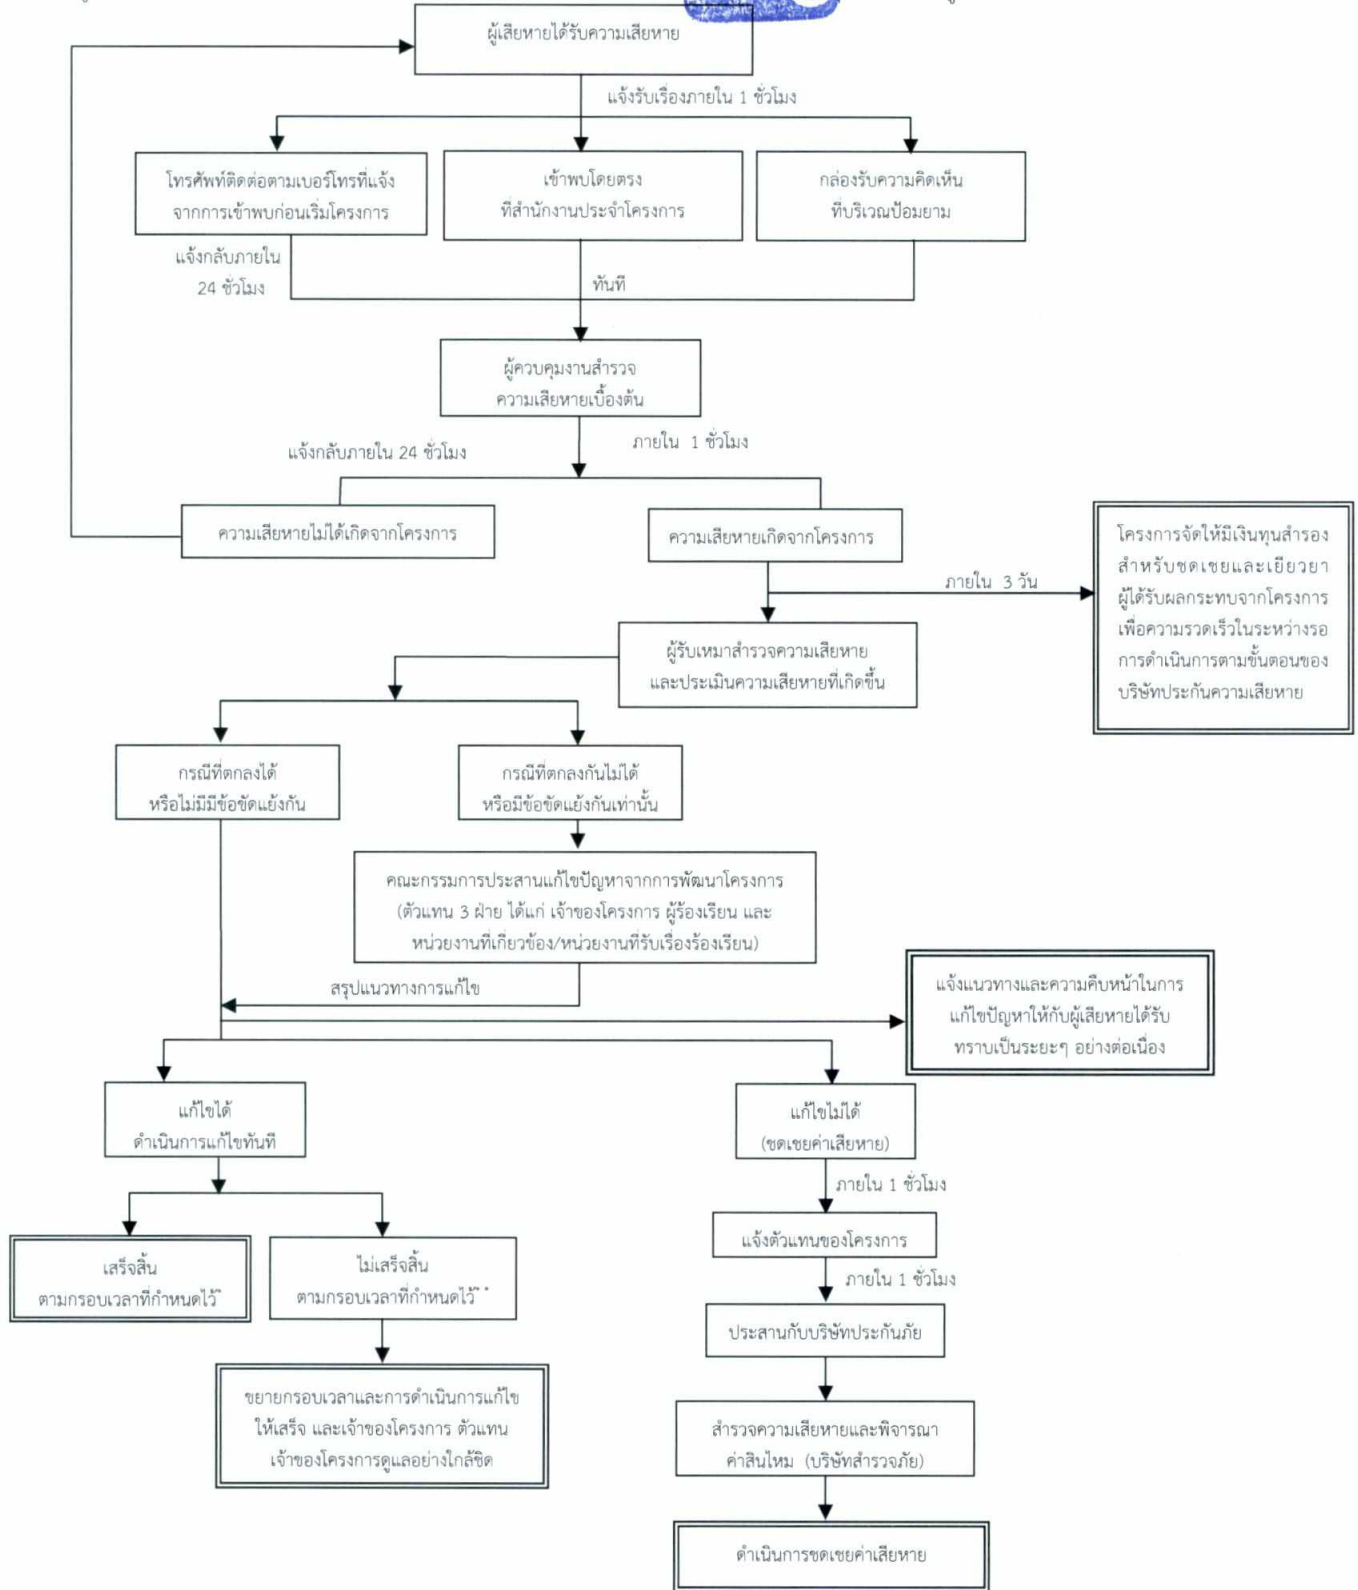 ผู้เสียหายได้รับความเสียหาย
แจ้งรับเรื่องภายใน 1 ชั่วโมง
โทรศัพท์ติดต่อตามเบอร์โทรที่แจ้ง
จากการเข้าพบก่อนเริ่มโครงการ
เข้าพบโดยตรง
ที่สำนักงานประจำโครงการ
กล่องรับความคิดเห็น
ที่บริเวณป้อมยาม
แจ้งกลับภายใน
24 ชั่วโมง
ทันที
ผู้ควบคุมงานสำรวจ
ความเสียหายเบื้องต้น
แจ้งกลับภายใน 24 ชั่วโมง
ภายใน 1 ชั่วโมง
ความเสียหายไม่ได้เกิดจากโครงการ
ความเสียหายเกิดจากโครงการ
ภายใน 3 วัน
โครงการจัดให้มีเงินทุนสำรอง
สำหรับชดเชยและเยียวยา
ผู้ได้รับผลกระทบจากโครงการ
เพื่อความรวดเร็วในระหว่างรอ
การดำเนินการตามขั้นตอนของ
บริษัทประกันความเสียหาย
ผู้รับเหมาสำรวจความเสียหาย
และประเมินความเสียหายที่เกิดขึ้น
กรณีที่ตกลงได้
หรือไม่มีมีข้อขัดแย้งกัน
กรณีที่ตกลงกันไม่ได้
หรือมีข้อขัดแย้งกันเท่านั้น
คณะกรรมการประสานแก้ไขปัญหาจากการพัฒนาโครงการ
(ตัวแทน 3 ฝ่าย ได้แก่ เจ้าของโครงการ ผู้ร้องเรียน และ
หน่วยงานที่เกี่ยวข้อง/หน่วยงานที่รับเรื่องร้องเรียน)
สรุปแนวทางการแก้ไข
แจ้งแนวทางและความคืบหน้าในการ
แก้ไขปัญหาให้กับผู้เสียหายได้รับ
ทราบเป็นระยะๆ อย่างต่อเนื่อง
แก้ไขได้
ดำเนินการแก้ไขทันที
แก้ไขไม่ได้
(ชดเชยค่าเสียหาย)
ภายใน 1 ชั่วโมง
แจ้งตัวแทนของโครงการ
ภายใน 1 ชั่วโมง
เสร็จสิ้น
ตามกรอบเวลาที่กำหนดไว้*
ไม่เสร็จสิ้น
ตามกรอบเวลาที่กำหนดไว้**
ประสานกับบริษัทประกันภัย
ขยายกรอบเวลาและการดำเนินการแก้ไข
ให้เสร็จ และเจ้าของโครงการ ตัวแทน
เจ้าของโครงการดูแลอย่างใกล้ชิด
สำรวจความเสียหายและพิจารณา
ค่าสินไหม (บริษัทสำรวจภัย)
ดำเนินการชดเชยค่าเสียหาย